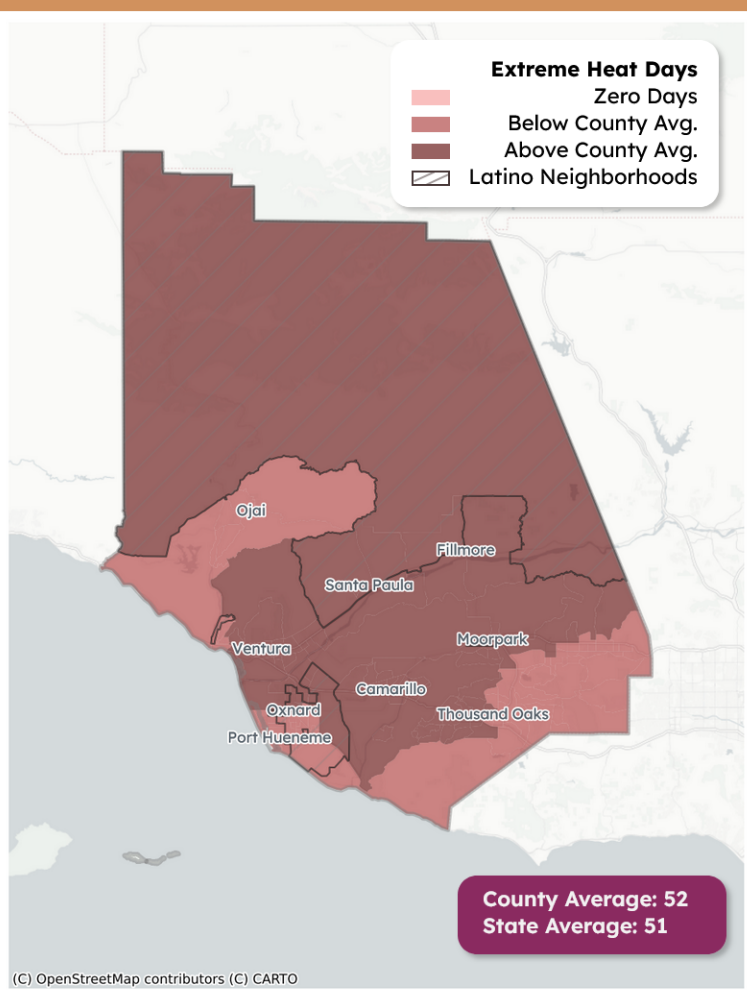 Extreme Heat Days
Zero Days
Below County Avg.
Above County Avg.
Latino Neighborhoods
Ojai
Fillmore
Santa Paula
Moorpark
Ventura
Camarillo
Oxnard
Thousand Oaks
Port Hueneme
County Average: 52
State Average: 51
(C) OpenStreetMap contributors (C) CARTO